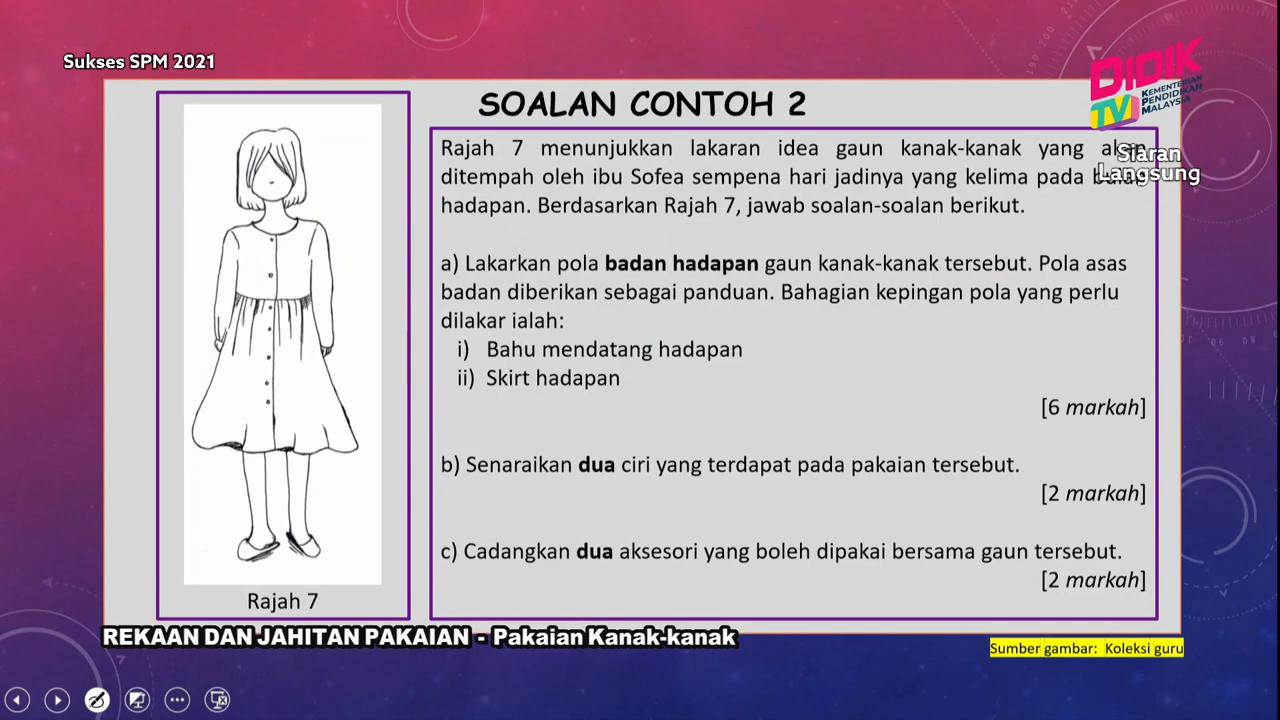 Sukses SPM 2021
DIDIK
TV
KEMENTERIAN
PENDIDIKAN
MALAYSIA
Siaran
Langsung
SOALAN CONTOH 2
Rajah 7 menunjukkan lakaran idea gaun kanak-kanak yang
ditempah oleh ibu Sofea sempena hari jadinya yang kelima pada
hadapan. Berdasarkan Rajah 7, jawab soalan-soalan berikut.
a) Lakarkan pola badan hadapan gaun kanak-kanak tersebut. Pola asas
badan diberikan sebagai panduan. Bahagian kepingan pola yang perlu
dilakar ialah:
i) Bahu mendatang hadapan
ii) Skirt hadapan
[6 markah]
b) Senaraikan dua ciri yang terdapat pada pakaian tersebut.
[2 markah]
c) Cadangkan dua aksesori yang boleh dipakai bersama gaun tersebut.
[2 markah]
Rajah 7
REKAAN DAN JAHITAN PAKAIAN - Pakaian Kanak-kanak
Sumber gambar: Koleksi guru